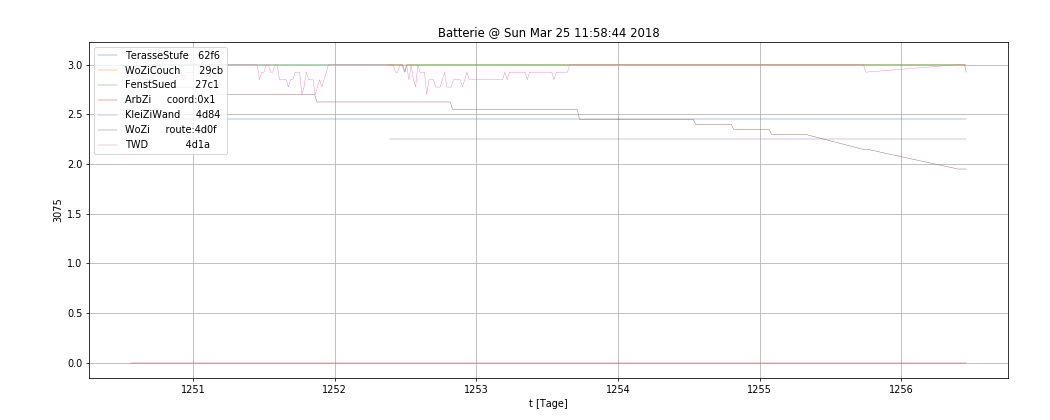 Batterie @ Sun Mar 25 11:58:44 2018
TerasseStufe 62f6
WoZiCouch 29cb
FenstSued 27c1
ArbZi coord:0x1
KleiZiWand 4d84
WoZi route:4d0f
TWD 4d1a
3.0
2.5
2.0
1.5
1.0
0.5
0.0
3075
1251 1252 1253 1254 1255 1256
t [Tage]